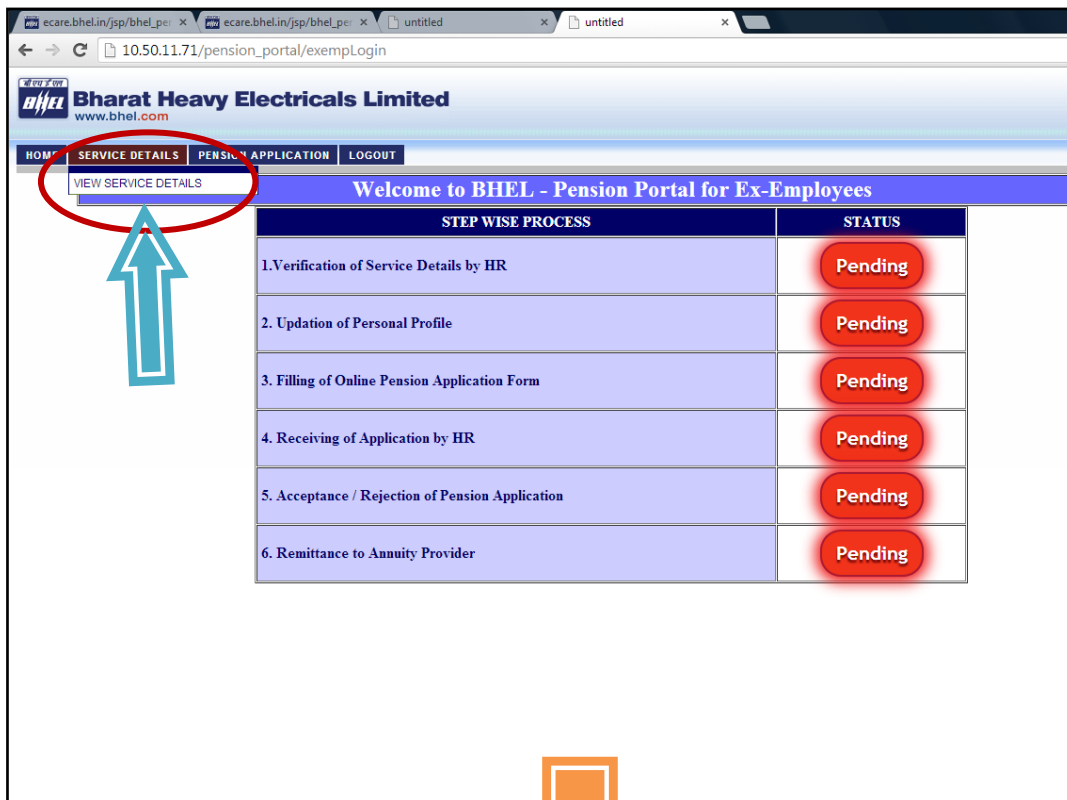 ecare.bhel.in/jsp/bhel_per ecare.bhel.in/jsp/bhel_per untitled untitled
10.50.11.71/pension_portal/exempLogin
बी एच ई एल
BHEL
Bharat Heavy Electricals Limited
www.bhel.com
HOME SERVICE DETAILS PENSION APPLICATION LOGOUT
VIEW SERVICE DETAILS
Welcome to BHEL - Pension Portal for Ex-Employees
STEP WISE PROCESS STATUS
1.Verification of Service Details by HR Pending
2. Updation of Personal Profile Pending
3. Filling of Online Pension Application Form Pending
4. Receiving of Application by HR Pending
5. Acceptance / Rejection of Pension Application Pending
6. Remittance to Annuity Provider Pending